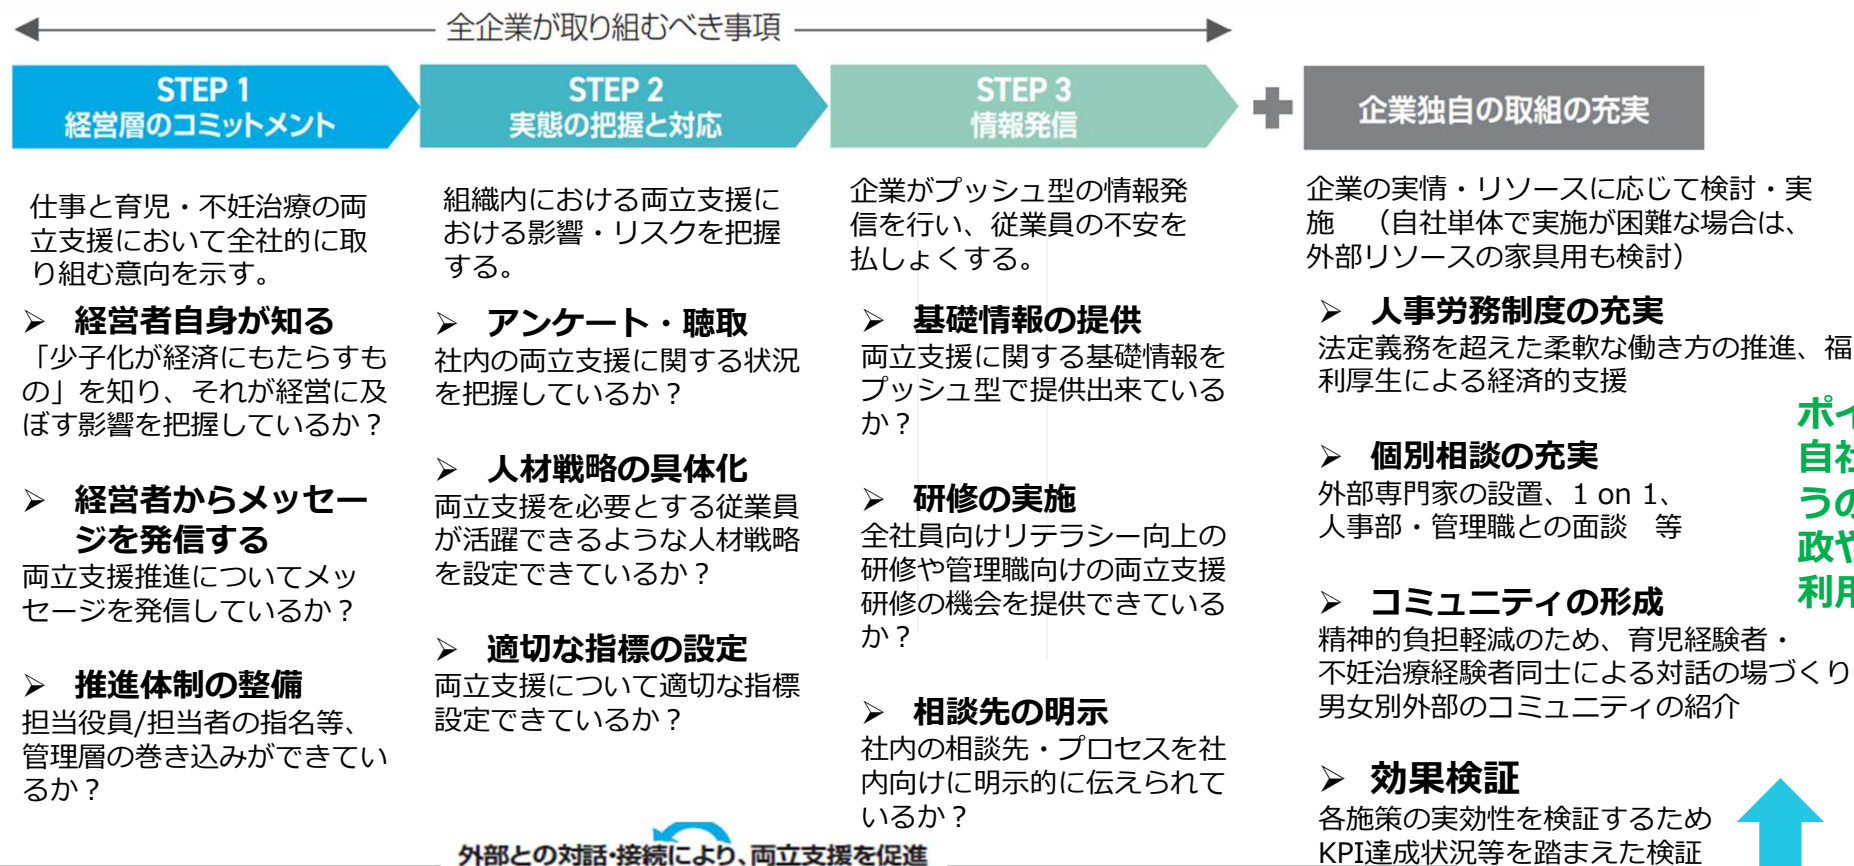 全企業が取り組むべき事項
STEP 1
経営層のコミットメント
仕事と育児・不妊治療の両
立支援において全社的に取
り組む意向を示す。
➢ 経営者自身が知る
「少子化が経済にもたらすも
の」を知り、それが経営に及
ぼす影響を把握しているか？
➢ 経営者からメッセー
ジを発信する
両立支援推進についてメッ
セージを発信しているか？
➢ 推進体制の整備
担当役員/担当者の指名等、
管理層の巻き込みができてい
るか？
STEP 2
実態の把握と対応
組織内における両立支援に
おける影響・リスクを把握
する。
➢ アンケート・聴取
社内の両立支援に関する状況
を把握しているか？
➢ 人材戦略の具体化
両立支援を必要とする従業員
が活躍できるような人材戦略
を設定できているか？
➢ 適切な指標の設定
両立支援について適切な指標
設定できているか？
STEP 3
情報発信
企業がプッシュ型の情報発
信を行い、従業員の不安を
払しょくする。
➢ 基礎情報の提供
両立支援に関する基礎情報を
プッシュ型で提供出来ている
か？
➢ 研修の実施
全社員向けリテラシー向上の
研修や管理職向けの両立支援
研修の機会を提供できている
か？
➢ 相談先の明示
社内の相談先・プロセスを社
内向けに明示的に伝えられて
いるか？
企業独自の取組の充実
企業の実情・リソースに応じて検討・実
施　（自社単体で実施が困難な場合は、
外部リソースの家具用も検討）
➢ 人事労務制度の充実
法定義務を超えた柔軟な働き方の推進、福
利厚生による経済的支援
➢ 個別相談の充実
外部専門家の設置、1 on 1、
人事部・管理職との面談　等
➢ コミュニティの形成
精神的負担軽減のため、育児経験者・
不妊治療経験者同士による対話の場づくり
男女別外部のコミュニティの紹介
➢ 効果検証
各施策の実効性を検証するため
KPI達成状況等を踏まえた検証
ポイ
自社
うの
政や
利用
外部との対話・接続により、両立支援を促進